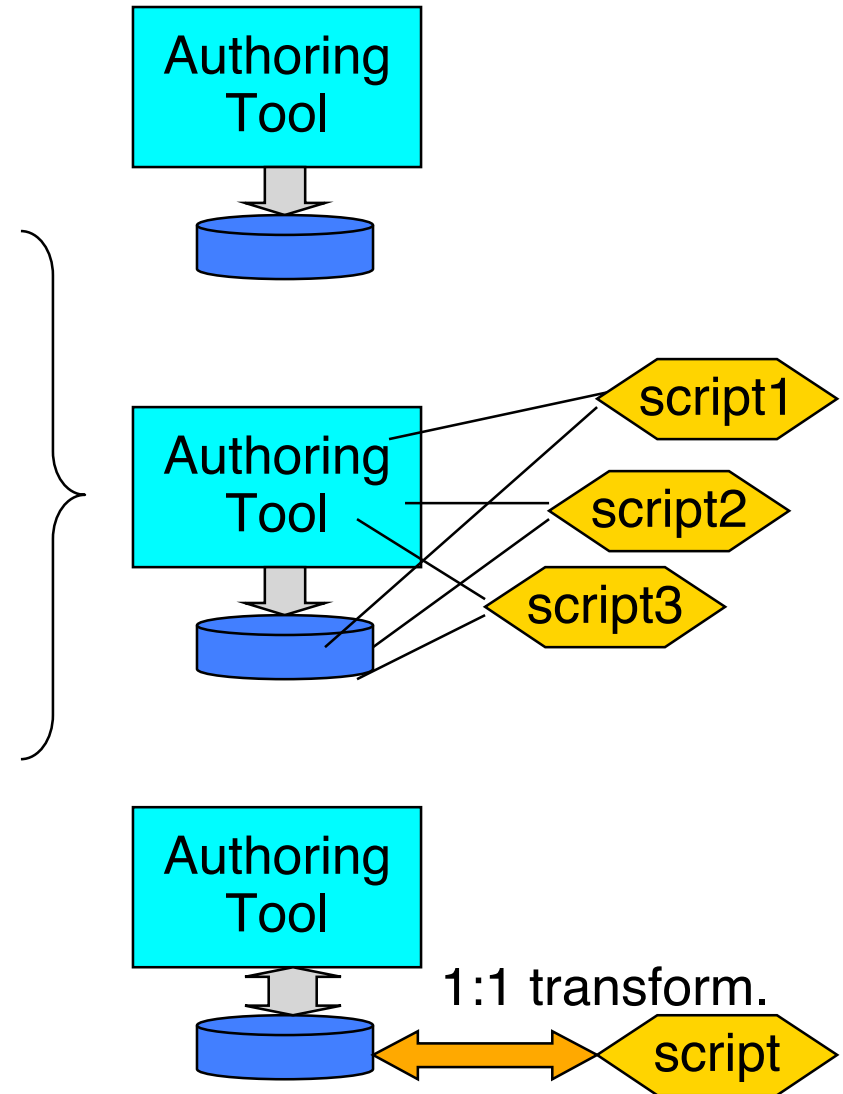 Authoring
Tool
script1
Authoring
Tool
script2
script3
Authoring
Tool
1:1 transform.
script